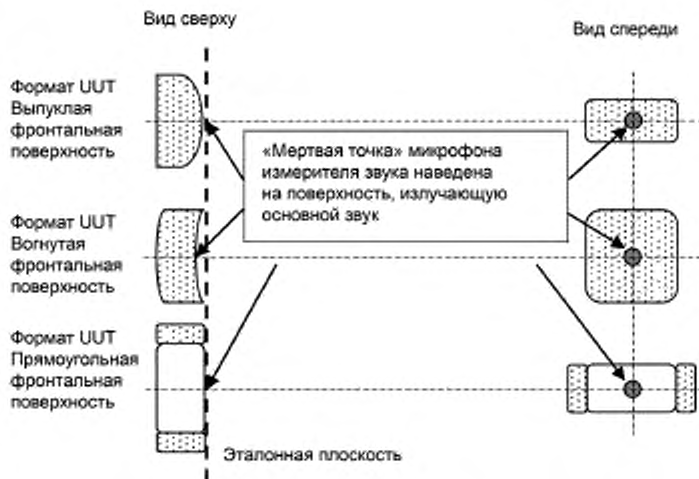 Вид сверху
Вид спереди
Формат UUT
Выпуклая
фронтальная
поверхность
«Мертвая точка» микрофона
измерителя звука наведена
на поверхность, излучающую
основной звук
Формат UUT
Вогнутая
фронтальная
поверхность
Формат UUT
Прямоугольная
фронтальная
поверхность
Эталонная плоскость